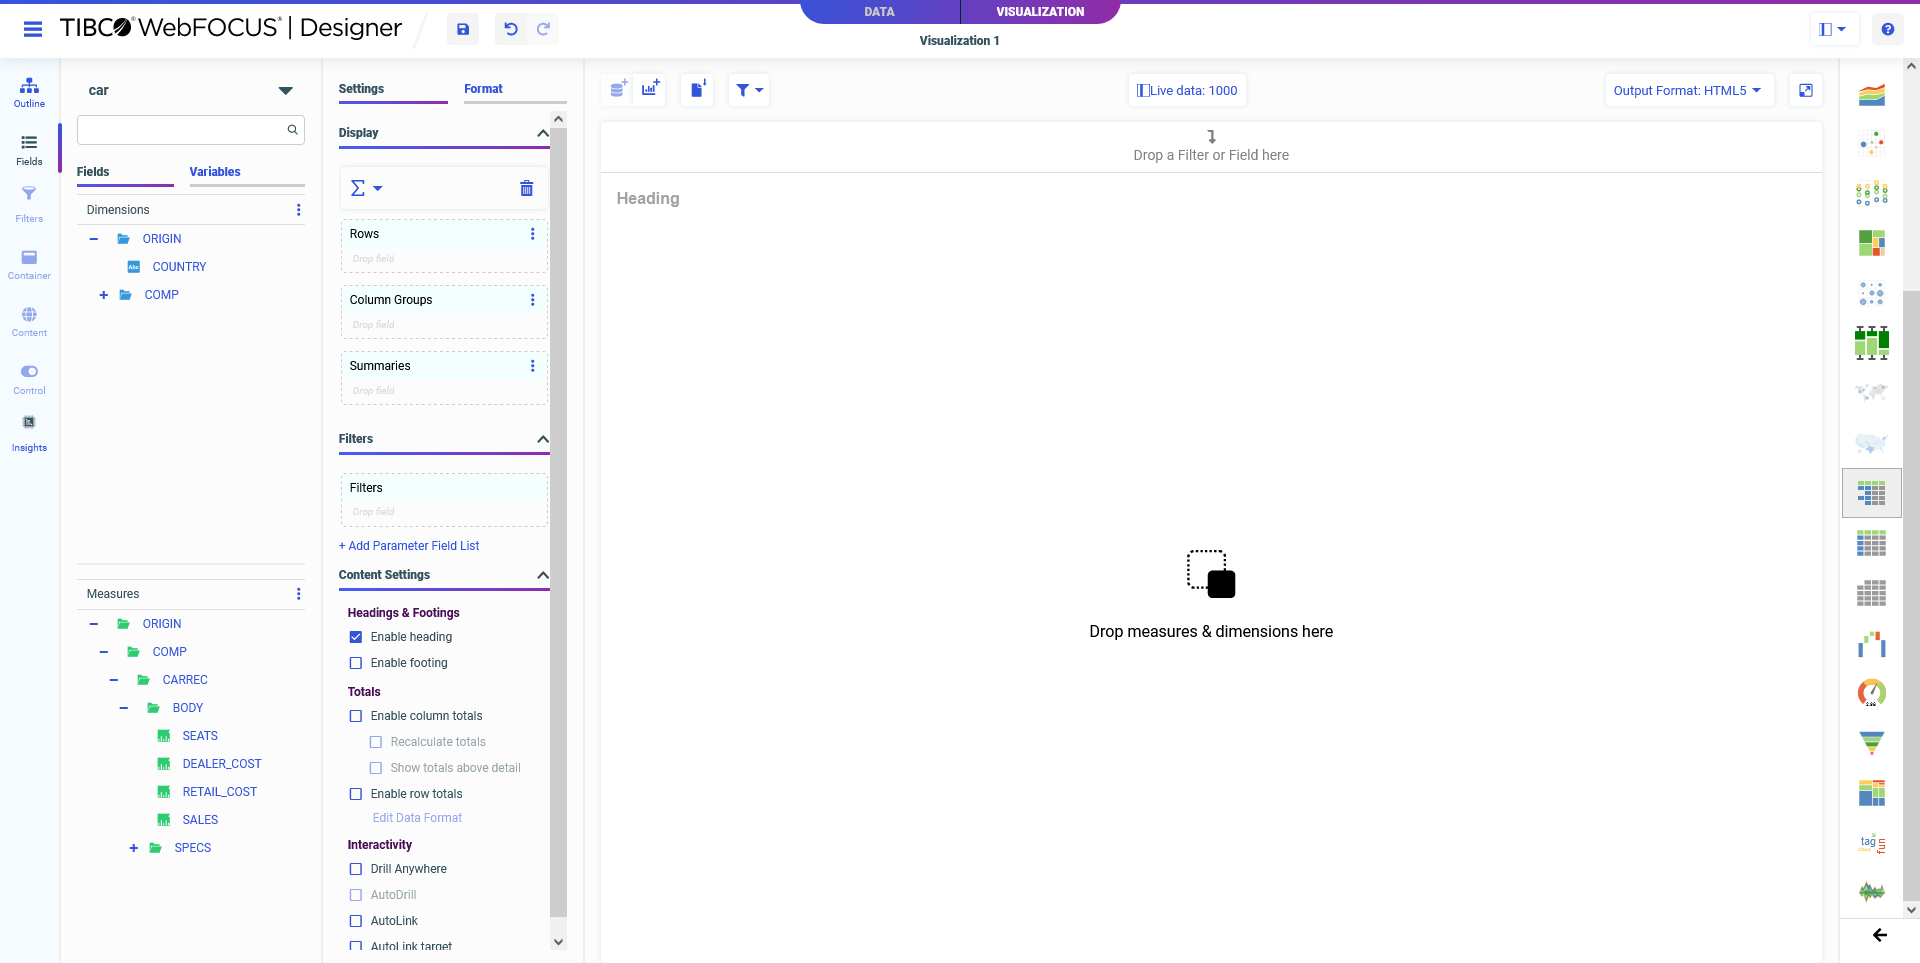 TIBCO WebFOCUS® | Designer
DATA
VISUALIZATION
Visualization 1
Outline
Fields
Filters
Container
Content
Control
Insights
car
Fields
Variables
Dimensions
ORIGIN
Abc
COUNTRY
COMP
Measures
ORIGIN
COMP
CARREC
BODY
SEATS
DEALER_COST
RETAIL_COST
SALES
SPECS
Settings
Format
Display
Σ
Rows
Drop field
Column Groups
Drop field
Summaries
Drop field
Filters
Filters
Drop field
+ Add Parameter Field List
Content Settings
Headings & Footings
Enable heading
Enable footing
Totals
Enable column totals
Recalculate totals
Show totals above detail
Enable row totals
Edit Data Format
Interactivity
Drill Anywhere
AutoDrill
AutoLink
AutoLink target
Live data: 1000
Output Format: HTML5
Drop a Filter or Field here
Heading
Drop measures & dimensions here
tag
fun